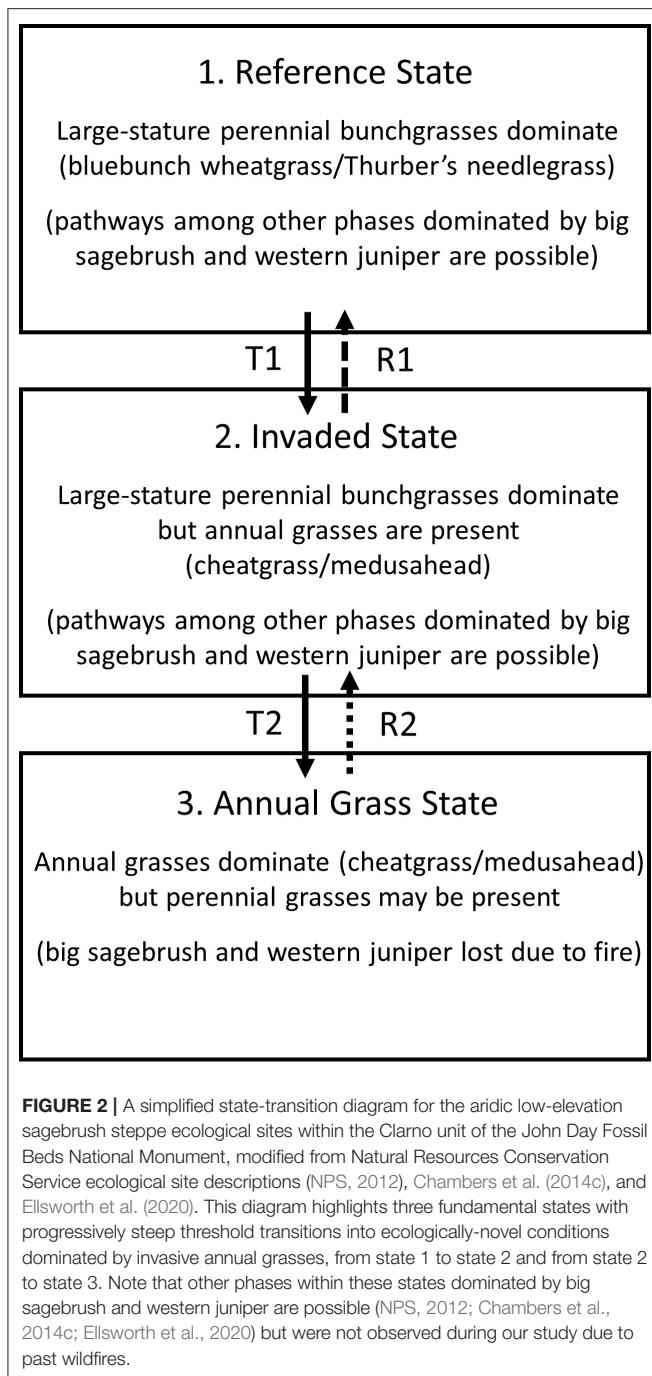 1. Reference State
Large-stature perennial bunchgrasses dominate
(bluebunch wheatgrass/Thurber's needlegrass)
(pathways among other phases dominated by big
sagebrush and western juniper are possible)
T1
R1
2. Invaded State
Large-stature perennial bunchgrasses dominate
but annual grasses are present
(cheatgrass/medusahead)
(pathways among other phases dominated by big
sagebrush and western juniper are possible)
T2
R2
3. Annual Grass State
Annual grasses dominate (cheatgrass/medusahead)
but perennial grasses may be present
(big sagebrush and western juniper lost due to fire)
FIGURE 2 | A simplified state-transition diagram for the aridic low-elevation
sagebrush steppe ecological sites within the Clarno unit of the John Day Fossil
Beds National Monument, modified from Natural Resources Conservation
Service ecological site descriptions (NPS, 2012), Chambers et al. (2014c), and
Ellsworth et al. (2020). This diagram highlights three fundamental states with
progressively steep threshold transitions into ecologically-novel conditions
dominated by invasive annual grasses, from state 1 to state 2 and from state 2
to state 3. Note that other phases within these states dominated by big
sagebrush and western juniper are possible (NPS, 2012; Chambers et al.,
2014c; Ellsworth et al., 2020) but were not observed during our study due to
past wildfires.